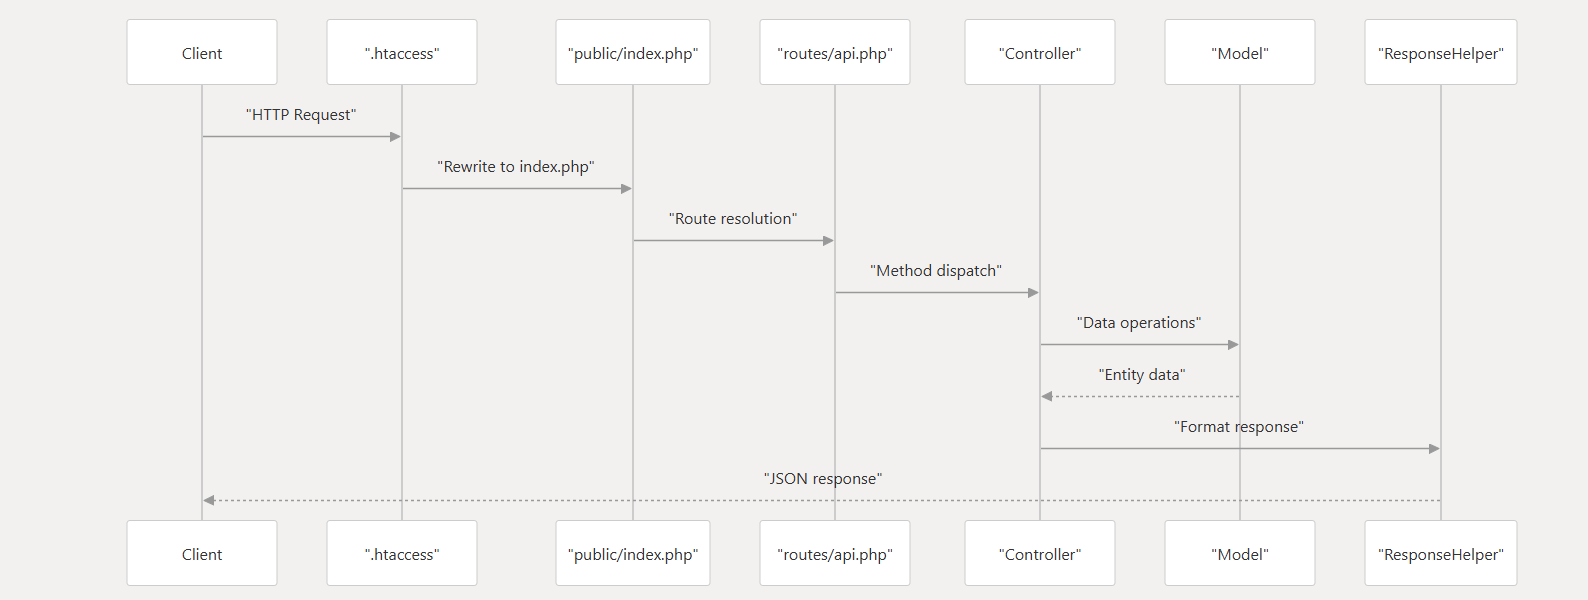 Client
".htaccess"
"public/index.php"
"routes/api.php"
"Controller"
"Model"
"ResponseHelper"
"HTTP Request"
"Rewrite to index.php"
"Route resolution"
"Method dispatch"
"Data operations"
"Entity data"
"Format response"
"JSON response"
Client
".htaccess"
"public/index.php"
"routes/api.php"
"Controller"
"Model"
"ResponseHelper"